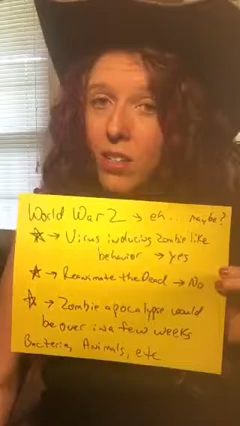 World War Z → eh... maybe?
☆ → Virus inducing Zombie like
behavior → yes
☆ → Reanimate the Dead → No
☆ → Zombie apocalypse would
be over in a few weeks
Bacteria, Animals, etc